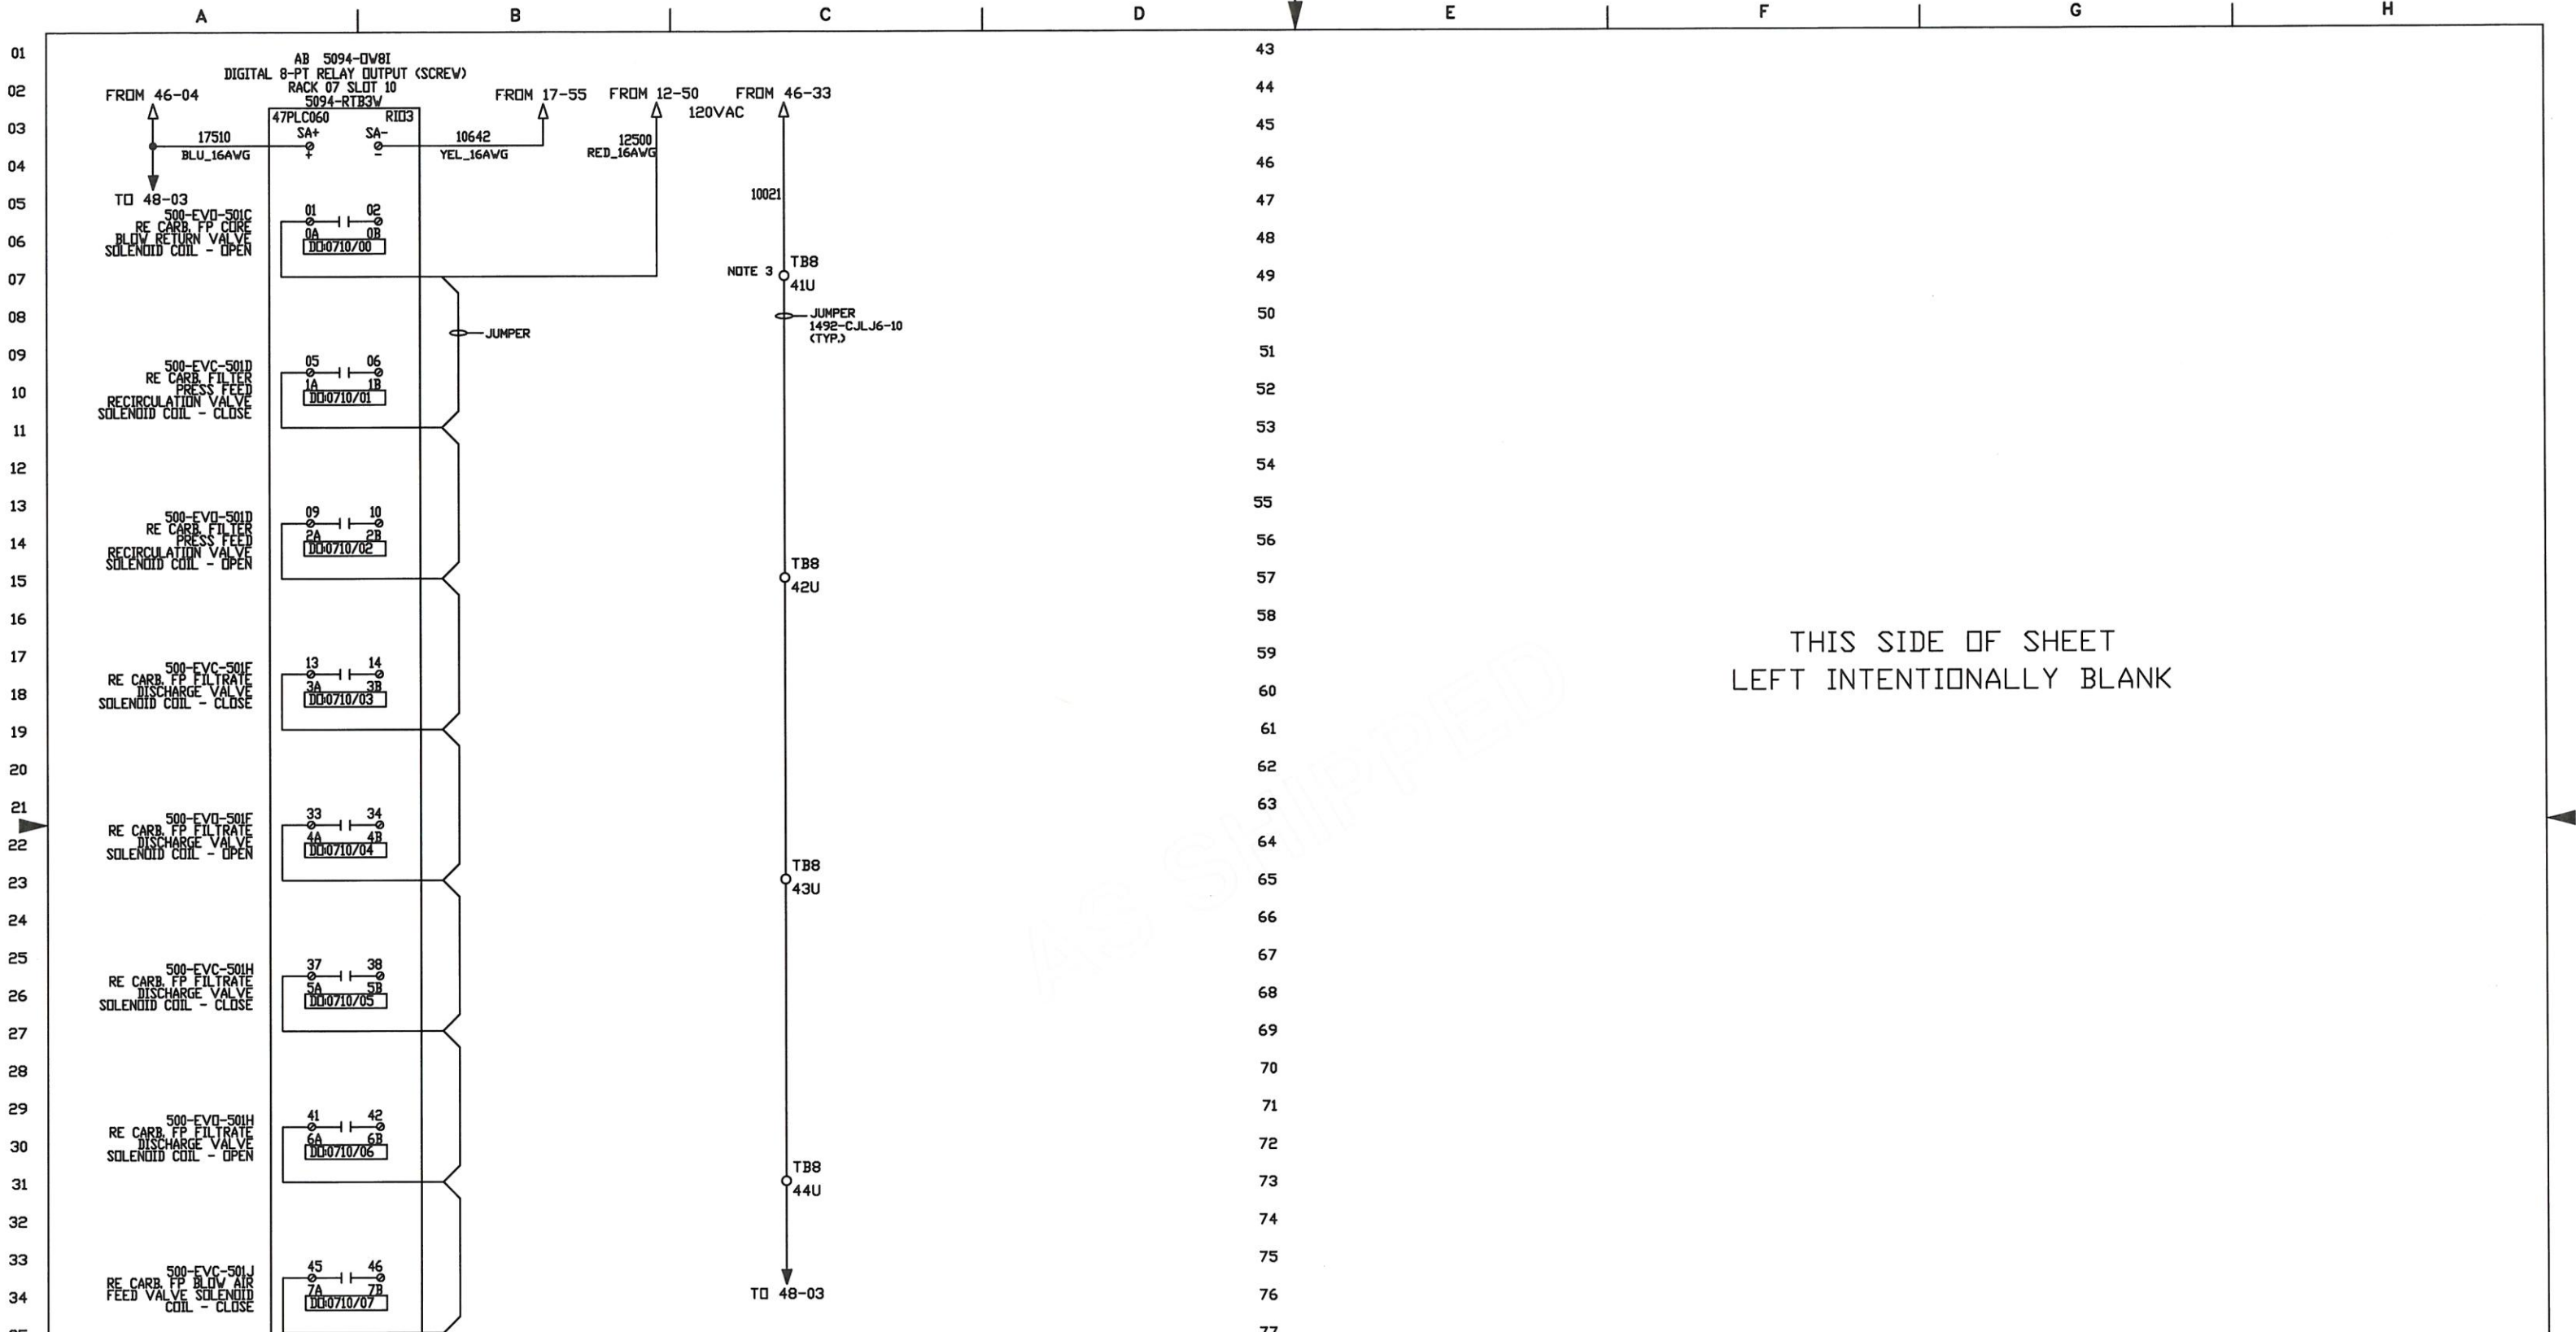 A B C D E F G H
01
02
03
04
05
06
07
08
09
10
11
12
13
14
15
16
17
18
19
20
21
22
23
24
25
26
27
28
29
30
31
32
33
34
AB 5094-OW8I
DIGITAL 8-PT RELAY OUTPUT (SCREW)
RACK 07 SLOT 10
5094-RTB3W
47PLC060 RIO3
SA+ SA-
+ -
FROM 46-04
17510
BLU_16AWG
TO 48-03
FROM 17-55
10642
YEL_16AWG
FROM 12-50
12500
RED_16AWG
120VAC
FROM 46-33
10021
500-EVO-501C
RE CARB. FP CORE
BLOW RETURN VALVE
SOLENOID COIL - OPEN
01 02
0A 0B
DO:0710/00
JUMPER
500-EVC-501D
RE CARB. FILTER
PRESS FEED
RECIRCULATION VALVE
SOLENOID COIL - CLOSE
05 06
1A 1B
DO:0710/01
500-EVO-501D
RE CARB. FILTER
PRESS FEED
RECIRCULATION VALVE
SOLENOID COIL - OPEN
09 10
2A 2B
DO:0710/02
500-EVC-501F
RE CARB. FP FILTRATE
DISCHARGE VALVE
SOLENOID COIL - CLOSE
13 14
3A 3B
DO:0710/03
500-EVO-501F
RE CARB. FP FILTRATE
DISCHARGE VALVE
SOLENOID COIL - OPEN
33 34
4A 4B
DO:0710/04
500-EVC-501H
RE CARB. FP FILTRATE
DISCHARGE VALVE
SOLENOID COIL - CLOSE
37 38
5A 5B
DO:0710/05
500-EVO-501H
RE CARB. FP FILTRATE
DISCHARGE VALVE
SOLENOID COIL - OPEN
41 42
6A 6B
DO:0710/06
500-EVC-501J
RE CARB. FP BLOW AIR
FEED VALVE SOLENOID
COIL - CLOSE
45 46
7A 7B
DO:0710/07
NOTE 3
TB8
41U
JUMPER
1492-CJLJ6-10
(TYP.)
TB8
42U
TB8
43U
TB8
44U
TO 48-03
43
44
45
46
47
48
49
50
51
52
53
54
55
56
57
58
59
60
61
62
63
64
65
66
67
68
69
70
71
72
73
74
75
76
THIS SIDE OF SHEET
LEFT INTENTIONALLY BLANK
AS SHIPPED